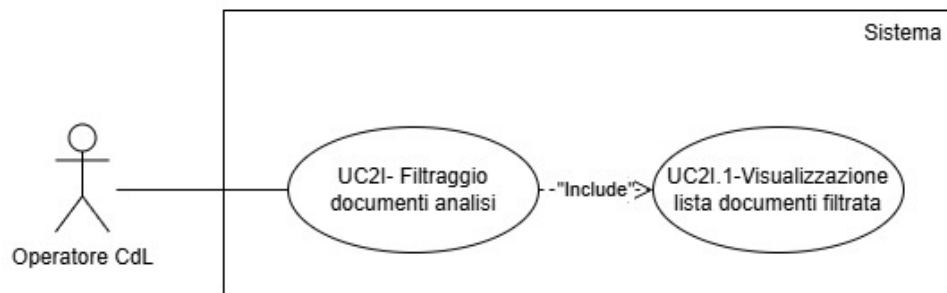 Sistema
UC2I- Filtraggio
documenti analisi
"Include"
UC2I.1-Visualizzazione
lista documenti filtrata
Operatore CdL